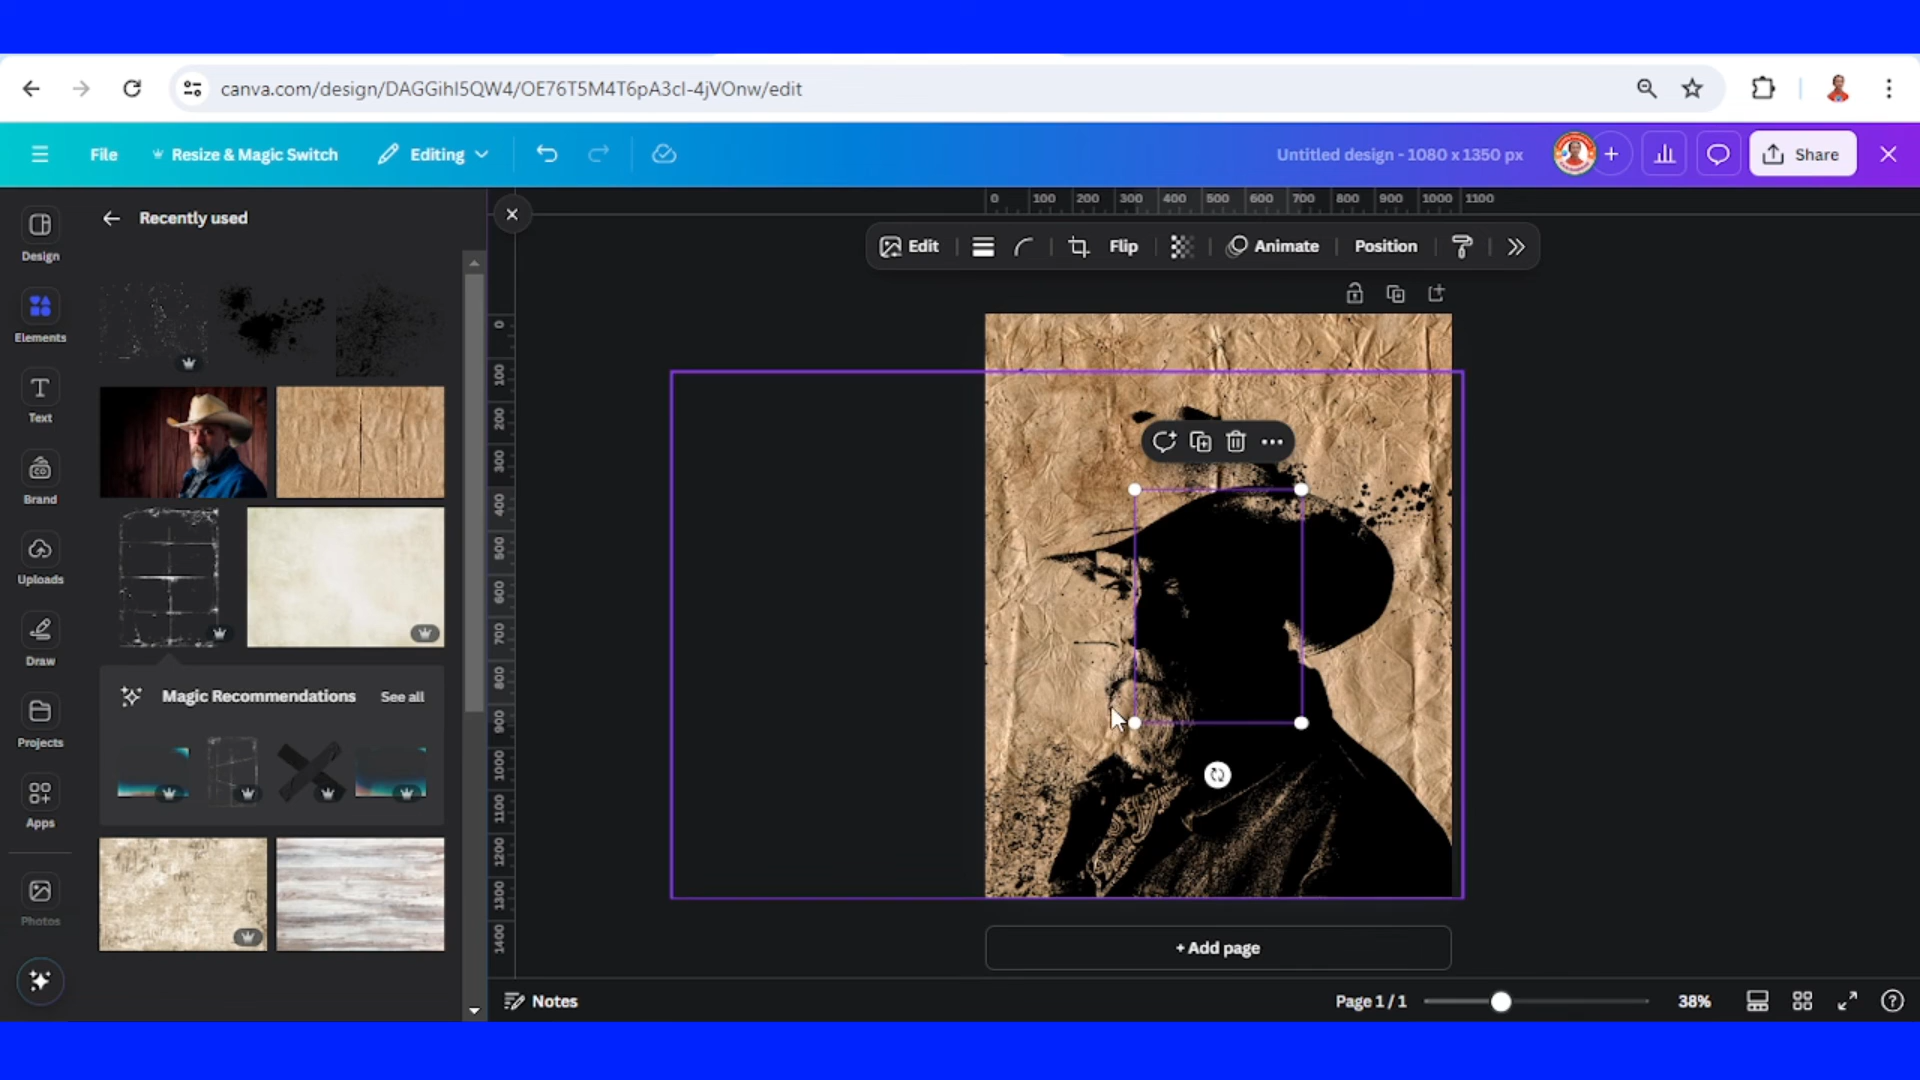 canva.com/design/DAGGihI5QW4/OE76T5M4T6pA3cI-4jVOnw/edit
File
Resize & Magic Switch
Editing
Untitled design - 1080 x 1350 px
Share
Design
Elements
Text
Brand
Uploads
Draw
Projects
Apps
Photos
Recently used
Magic Recommendations
See all
0 100 200 300 400 500 600 700 800 900 1000 1100
Edit
Flip
Animate
Position
0
100
200
300
400
500
600
700
800
900
1000
1100
1200
1300
1400
+ Add page
Notes
Page 1 / 1
38%